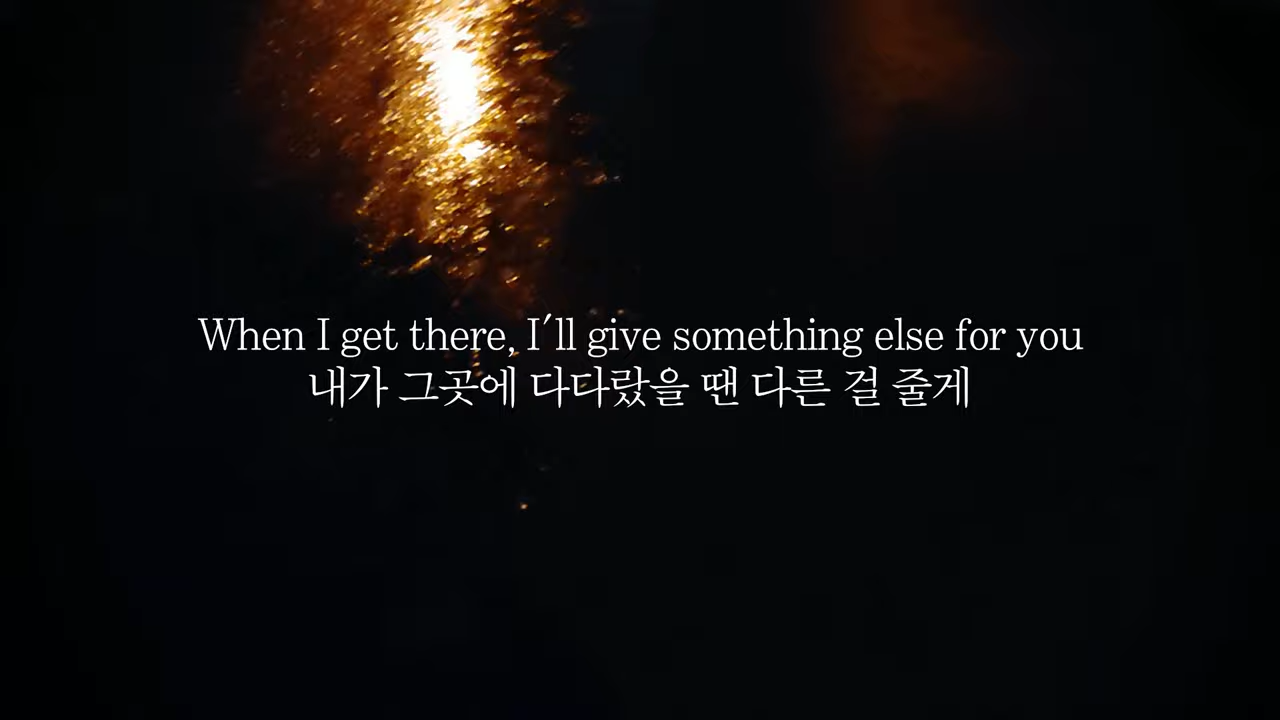 When I get there, I´ll give something else for you
내가 그곳에 다다랐을 땐 다른 걸 줄게